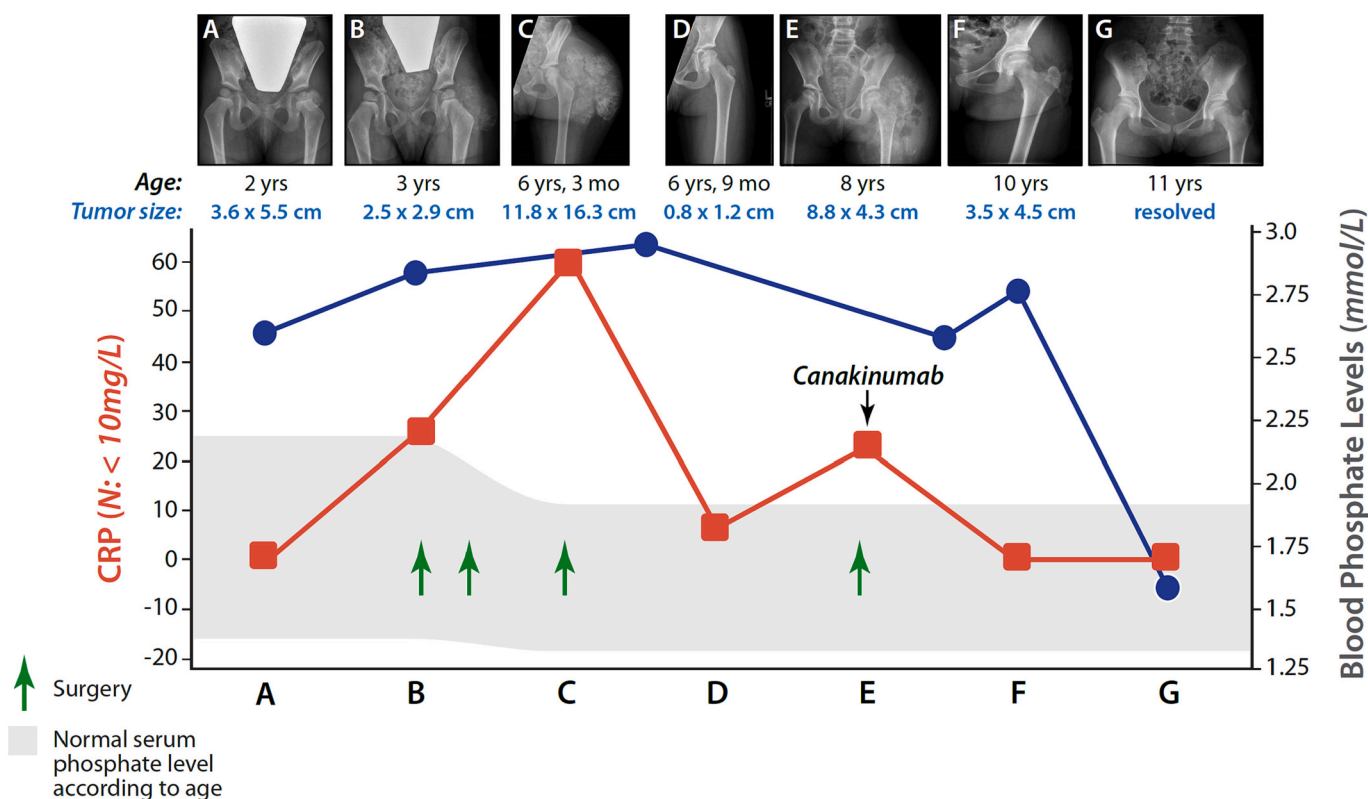 A B C D E F G
Age: 2 yrs 3 yrs 6 yrs, 3 mo 6 yrs, 9 mo 8 yrs 10 yrs 11 yrs
Tumor size: 3.6 x 5.5 cm 2.5 x 2.9 cm 11.8 x 16.3 cm 0.8 x 1.2 cm 8.8 x 4.3 cm 3.5 x 4.5 cm resolved
CRP (N: < 10mg/L)
60
50
40
30
20
10
0
-10
-20
Canakinumab
3.0
2.75
2.5
2.25
2.0
1.75
1.5
1.25
Blood Phosphate Levels (mmol/L)
A B C D E F G
Surgery
Normal serum
phosphate level
according to age